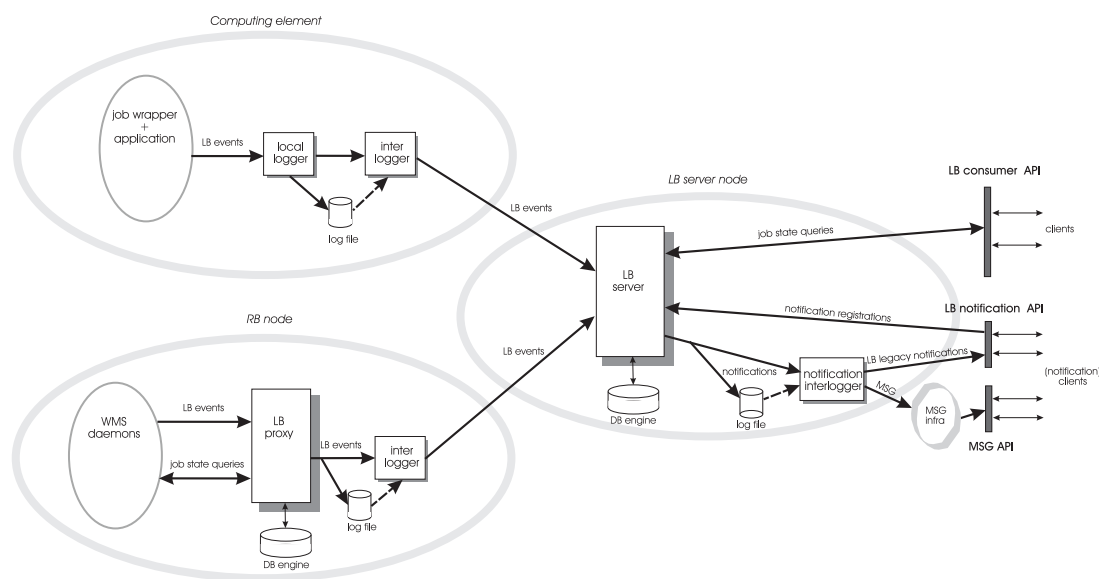 Computing element
job wrapper
+
application
LB events
local
logger
inter
logger
log file
LB events
LB server node
LB
server
DB engine
job state queries
LB consumer API
clients
notification registrations
LB notification API
notifications
log file
notification
interlogger
LB legacy notifications
MSG
MSG
infra
(notification)
clients
MSG API
RB node
WMS
daemons
LB events
job state queries
LB
proxy
DB engine
LB events
log file
inter
logger
LB events